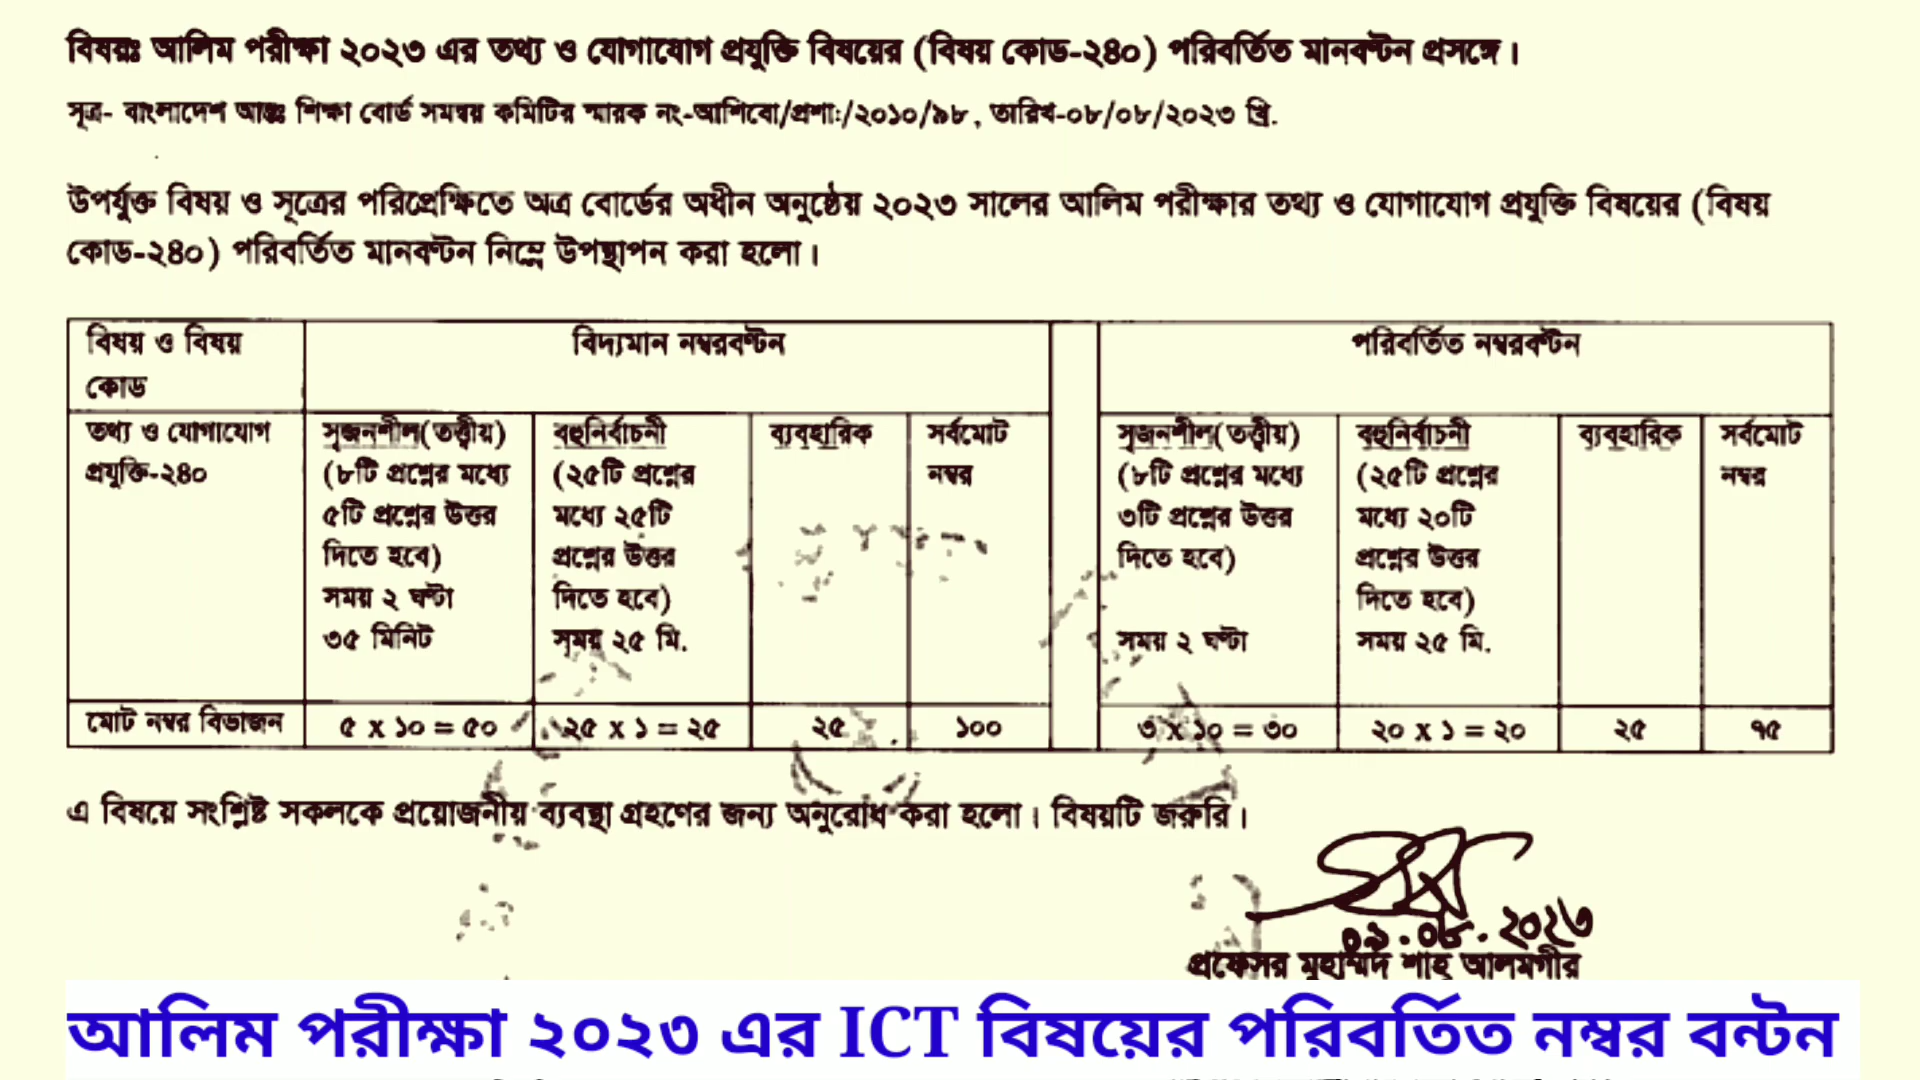 বিষয়ঃ আলিম পরীক্ষা ২০২৩ এর তথ্য ও যোগাযোগ প্রযুক্তি বিষয়ের (বিষয় কোড-২৪০) পরিবর্তিত মানবন্টন প্রসঙ্গে।
সূত্র- বাংলাদেশ আন্তঃ শিক্ষা বোর্ড সমন্বয় কমিটির স্মারক নং-আশিবো/প্রশাঃ/২০১০/৯৮, তারিখ-০৮/০৮/২০২৩ খ্রি.
উপর্যুক্ত বিষয় ও সূত্রের পরিপ্রেক্ষিতে অত্র বোর্ডের অধীন অনুষ্ঠেয় ২০২৩ সালের আলিম পরীক্ষার তথ্য ও যোগাযোগ প্রযুক্তি বিষয়ের (বিষয়
কোড-২৪০) পরিবর্তিত মানবন্টন নিম্নে উপস্থাপন করা হলো।
বিষয় ও বিষয়
কোড
বিদ্যমান নম্বরবন্টন
পরিবর্তিত নম্বরবন্টন
তথ্য ও যোগাযোগ
প্রযুক্তি-২৪০
সৃজনশীল(তত্ত্বীয়)
(৮টি প্রশ্নের মধ্যে
৫টি প্রশ্নের উত্তর
দিতে হবে)
সময় ২ ঘন্টা
৩৫ মিনিট
বহুনির্বাচনী
(২৫টি প্রশ্নের
মধ্যে ২৫টি
প্রশ্নের উত্তর
দিতে হবে)
সময় ২৫ মি.
ব্যবহারিক
সর্বমোট
নম্বর
সৃজনশীল(তত্ত্বীয়)
(৮টি প্রশ্নের মধ্যে
৩টি প্রশ্নের উত্তর
দিতে হবে)
সময় ২ ঘন্টা
বহুনির্বাচনী
(২৫টি প্রশ্নের
মধ্যে ২০টি
প্রশ্নের উত্তর
দিতে হবে)
সময় ২৫ মি.
ব্যবহারিক
সর্বমোট
নম্বর
মোট নম্বর বিভাজন
৫ x ১০ = ৫০
২৫ x ১ = ২৫
২৫
১০০
৩ x ১০ = ৩০
২০ x ১ = ২০
২৫
৭৫
এ বিষয়ে সংশ্লিষ্ট সকলকে প্রয়োজনীয় ব্যবস্থা গ্রহণের জন্য অনুরোধ করা হলো। বিষয়টি জরুরি।
০৯.০৮.২০২৩
প্রফেসর মুহাম্মদ শাহ্ আলমগীর
আলিম পরীক্ষা ২০২৩ এর ICT বিষয়ের পরিবর্তিত নম্বর বন্টন